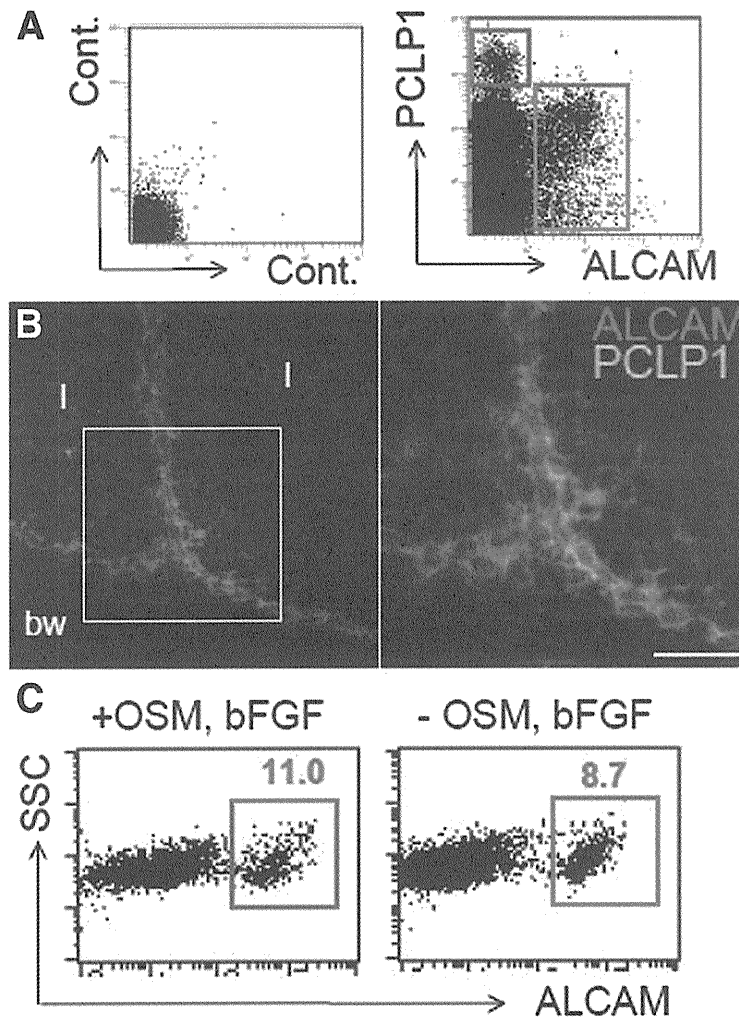 A
Cont.
Cont.
PCLP1
ALCAM
B
l
l
bw
ALCAM
PCLP1
C
+OSM, bFGF
- OSM, bFGF
SSC
11.0
8.7
ALCAM